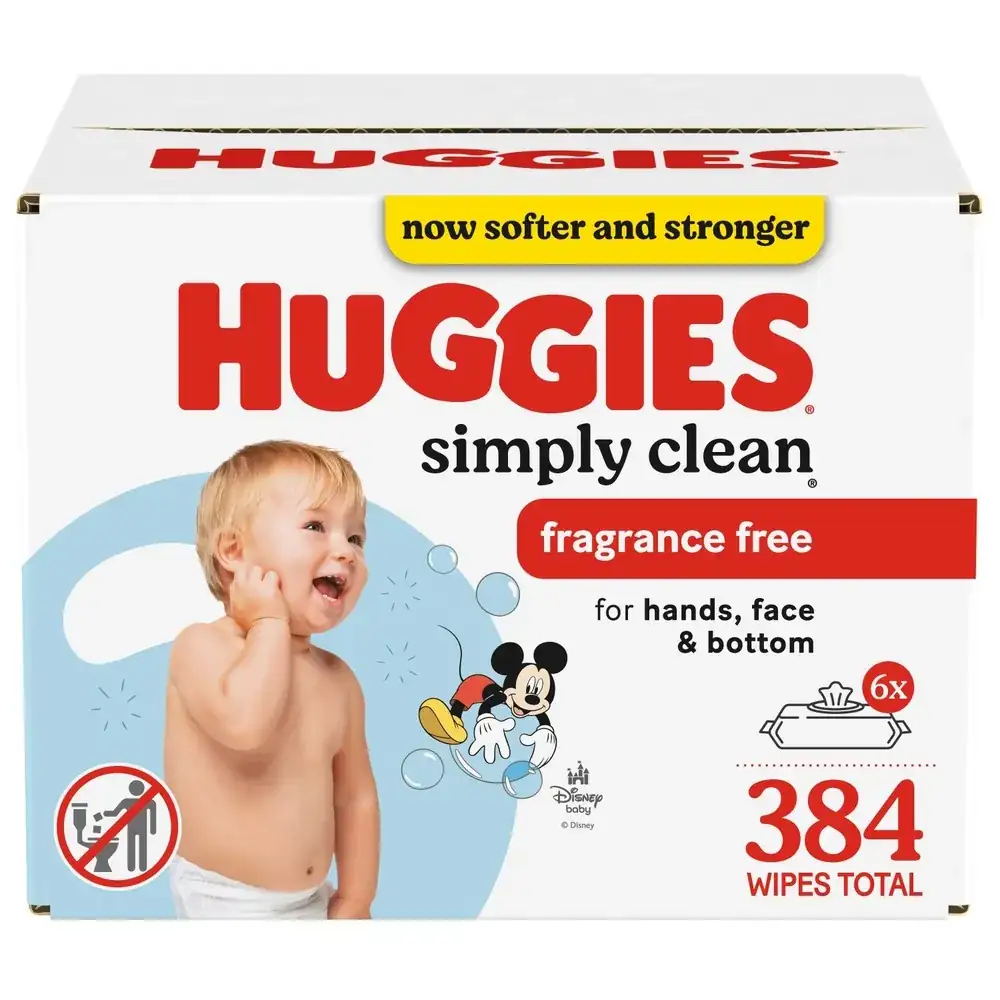 HUGGIES
now softer and stronger
HUGGIES®
simply clean®
fragrance free
for hands, face
& bottom
6x
Disney
baby
© Disney
384
WIPES TOTAL